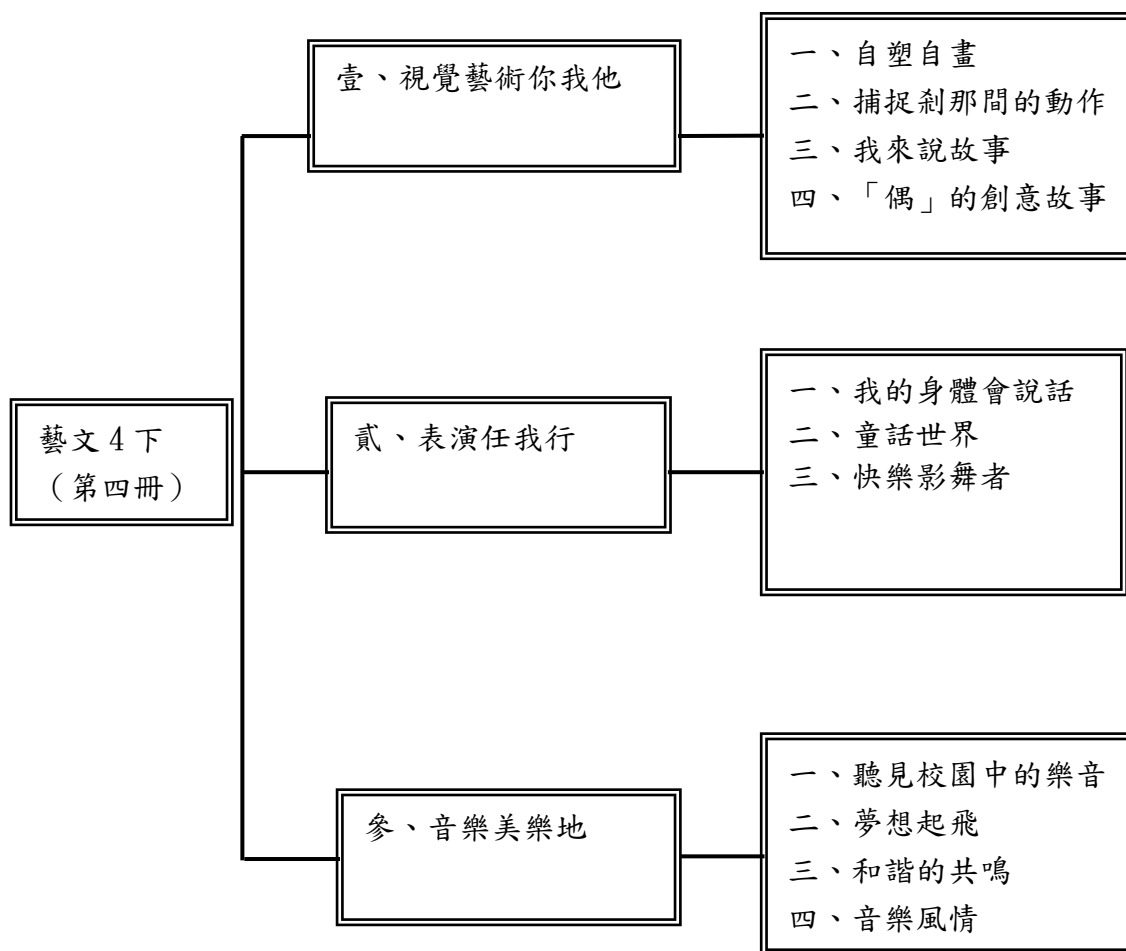 壹、視覺藝術你我他
一、自塑自畫
二、捕捉剎那間的動作
三、我來說故事
四、「偶」的創意故事
藝文4下
（第四冊）
貳、表演任我行
一、我的身體會說話
二、童話世界
三、快樂影舞者
參、音樂美樂地
一、聽見校園中的樂音
二、夢想起飛
三、和諧的共鳴
四、音樂風情